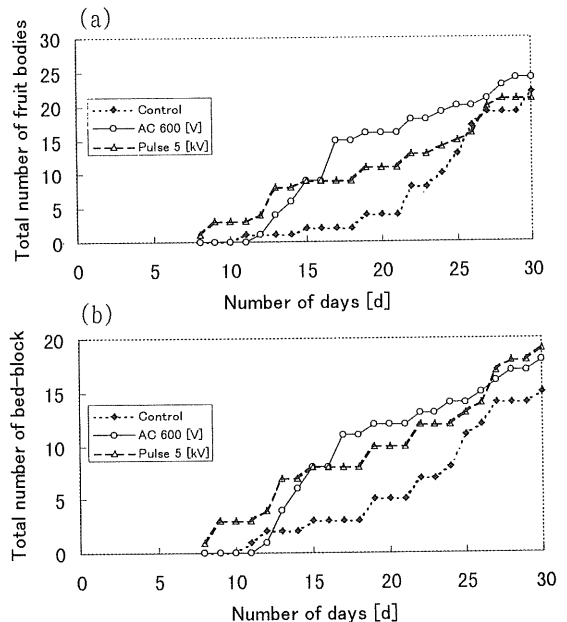 (a)
Total number of fruit bodies
30
25
20
15
10
5
0
Control
AC 600 [V]
Pulse 5 [kV]
0 5 10 15 20 25 30
Number of days [d]
(b)
Total number of bed-block
20
15
10
5
0
Control
AC 600 [V]
Pulse 5 [kV]
0 5 10 15 20 25 30
Number of days [d]